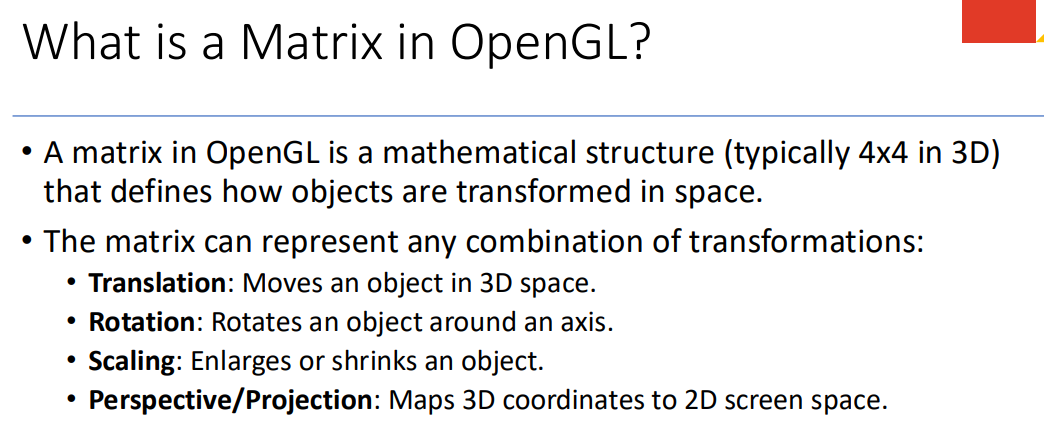 What is a Matrix in OpenGL?
• A matrix in OpenGL is a mathematical structure (typically 4x4 in 3D)
that defines how objects are transformed in space.
• The matrix can represent any combination of transformations:
• Translation: Moves an object in 3D space.
• Rotation: Rotates an object around an axis.
• Scaling: Enlarges or shrinks an object.
• Perspective/Projection: Maps 3D coordinates to 2D screen space.